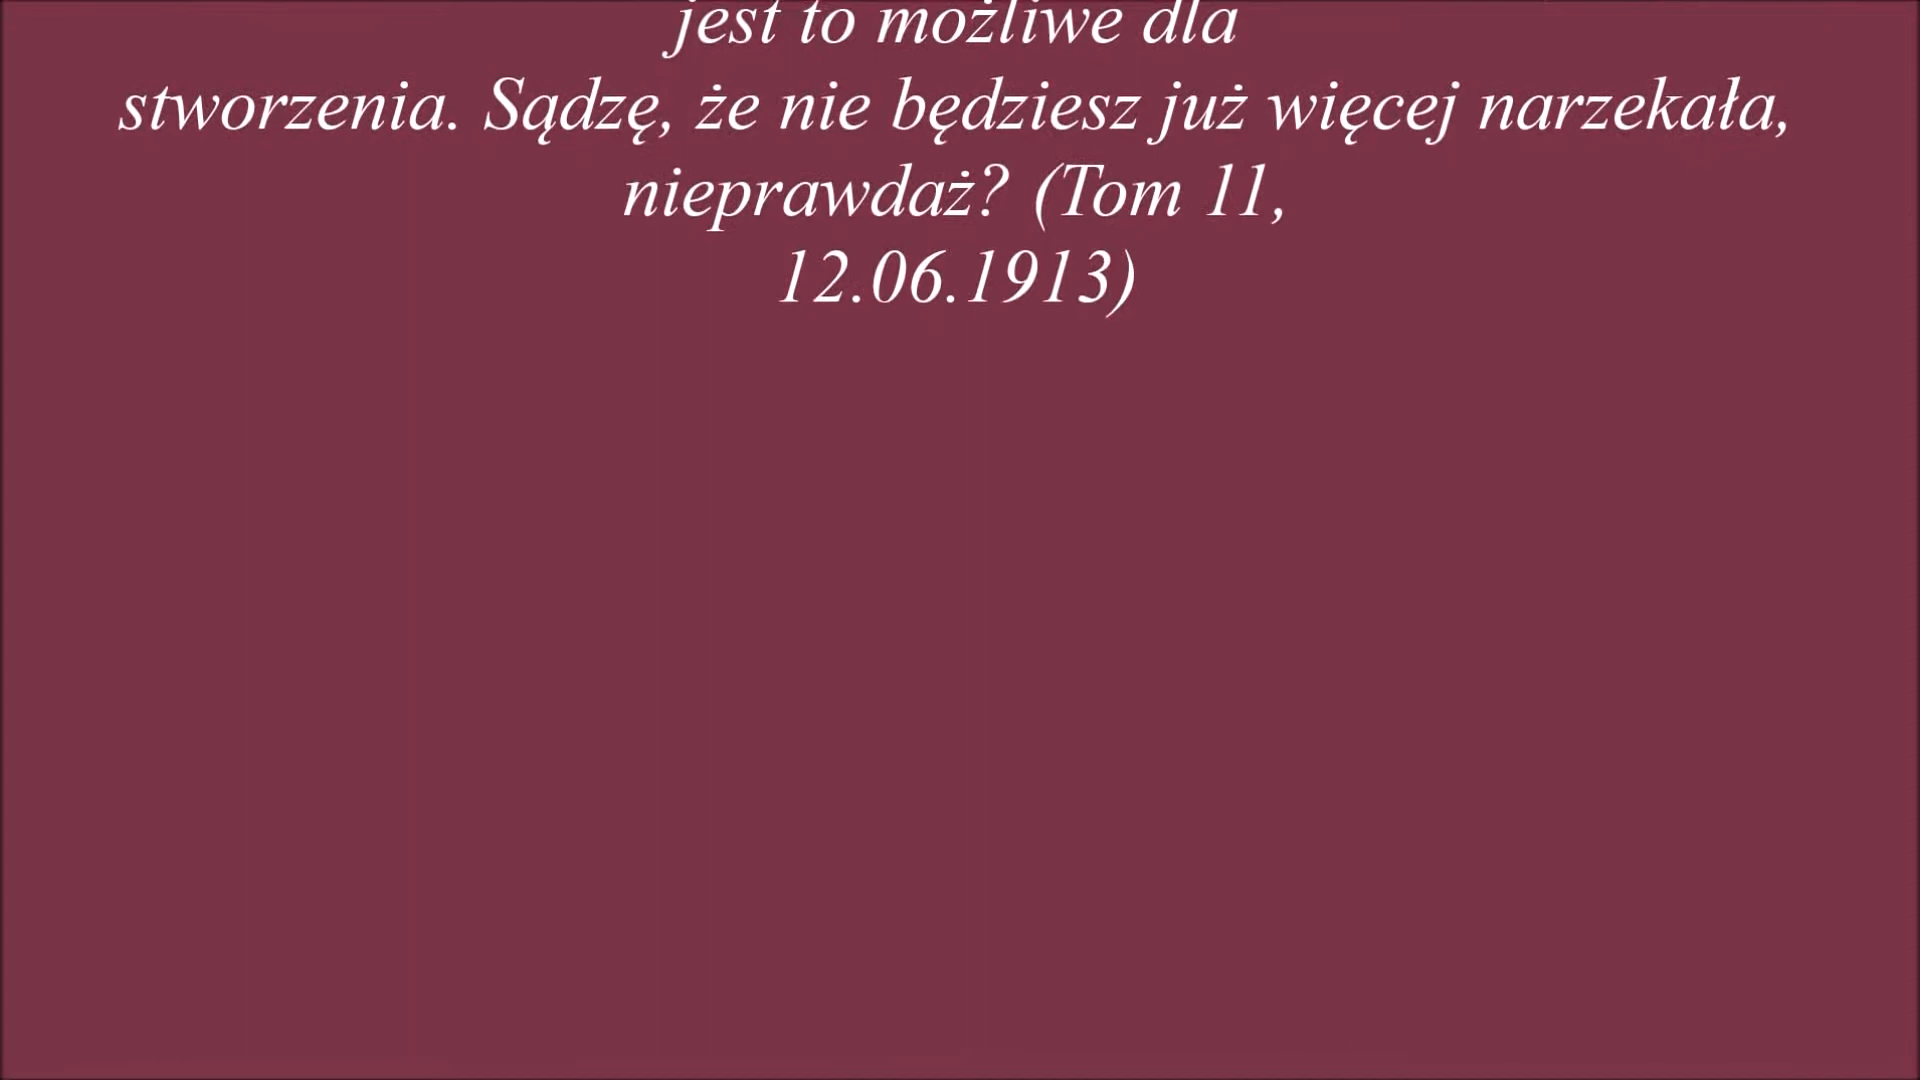 jest to możliwe dla
stworzenia. Sądzę, że nie będziesz już więcej narzekała,
nieprawdaż? (Tom 11,
12.06.1913)